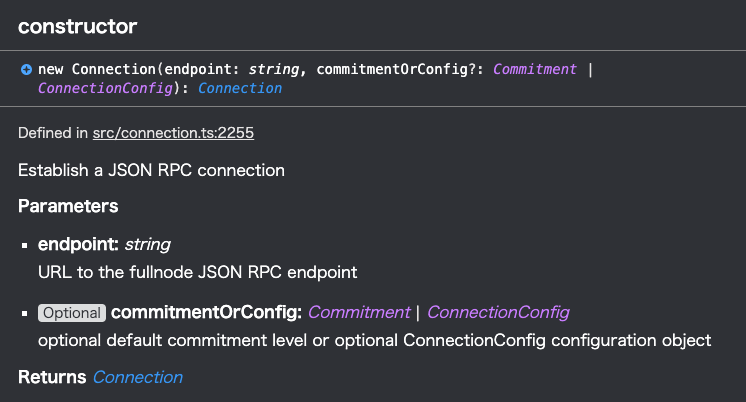 constructor
new Connection(endpoint: string, commitmentOrConfig?: Commitment |
ConnectionConfig): Connection
Defined in src/connection.ts:2255
Establish a JSON RPC connection
Parameters
endpoint: string
URL to the fullnode JSON RPC endpoint
Optional commitmentOrConfig: Commitment | ConnectionConfig
optional default commitment level or optional ConnectionConfig configuration object
Returns Connection